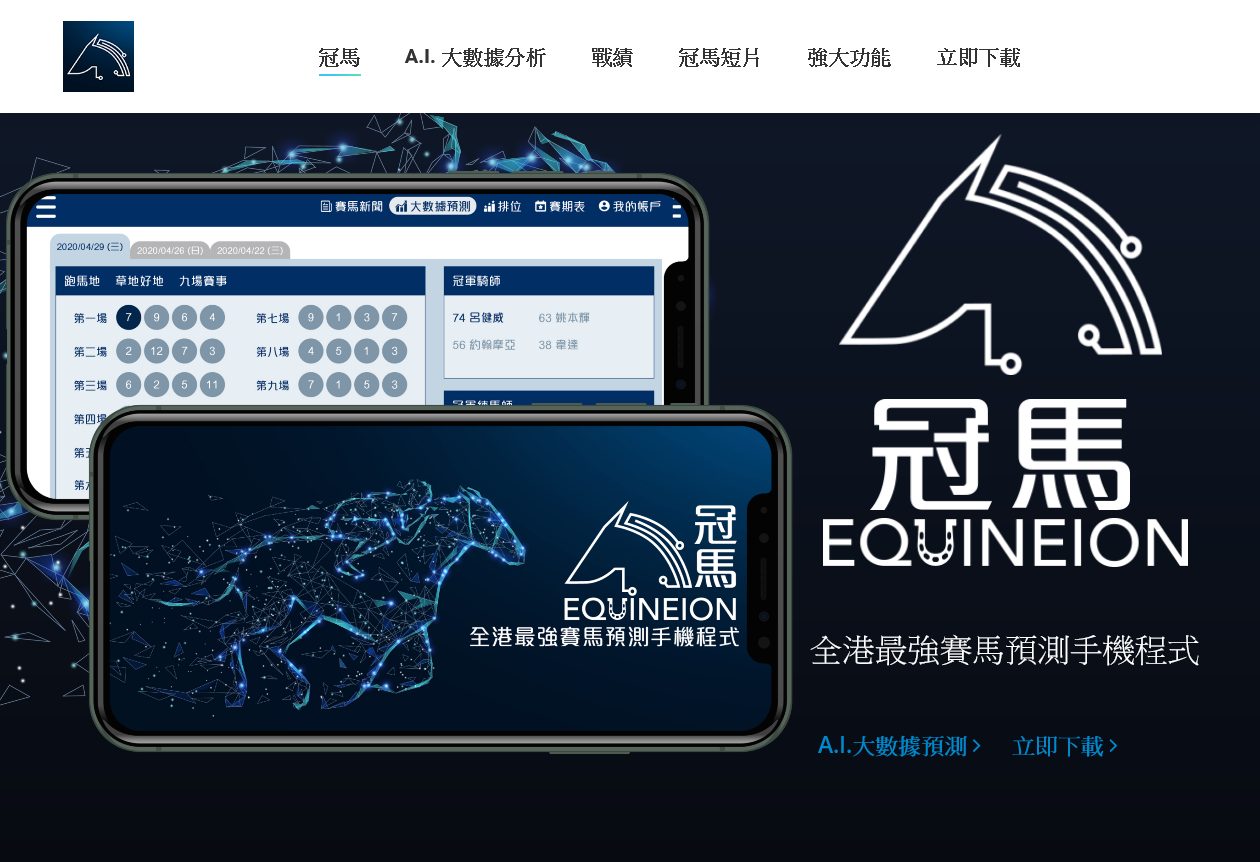 冠馬 A.I. 大數據分析 戰績 冠馬短片 強大功能 立即下載
賽馬新聞 大數據預測 排位 賽期表 我的帳戶
2020/04/29 (三) 2020/04/26 (日) 2020/04/22 (三)
跑馬地 草地好地 九場賽事
冠軍騎師
第一場 7 9 6 4 第七場 9 1 3 7
74 呂健威 63 姚本輝
第二場 2 12 7 3 第八場 4 5 1 3
56 約翰摩亞 38 韋達
第三場 6 2 5 11 第九場 7 1 5 3
第四場
第
第
冠馬
EQUINEION
全港最強賽馬預測手機程式
冠馬
EQUINEION
全港最強賽馬預測手機程式
A.I.大數據預測 立即下載